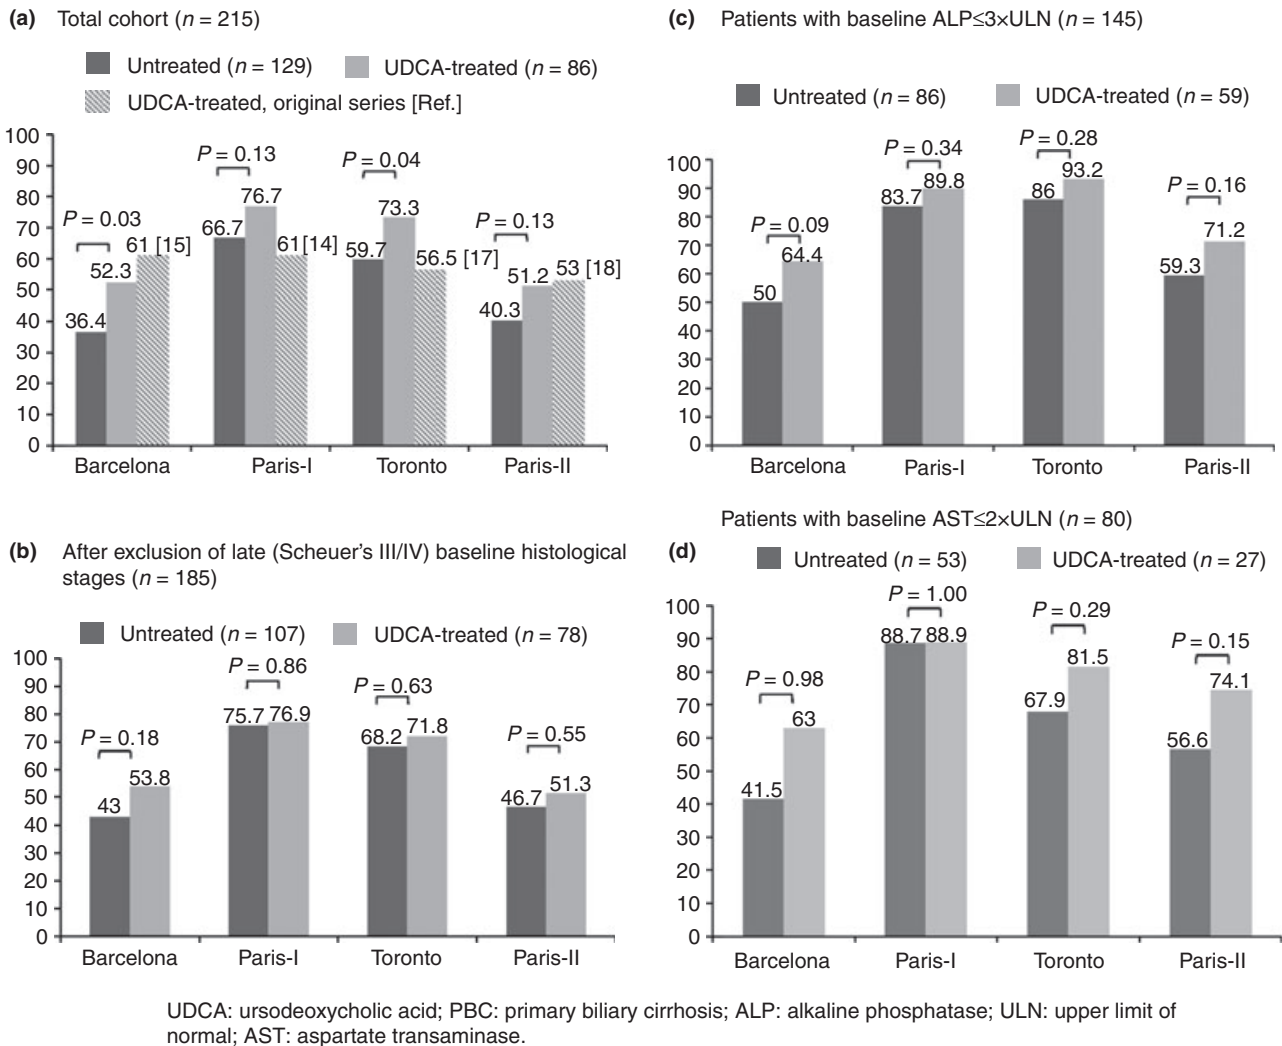 (a) Total cohort (n = 215)
Untreated (n = 129) UDCA-treated (n = 86)
UDCA-treated, original series [Ref.]
100
90
80
70
60
50
40
30
20
10
0
P = 0.03
36.4
52.3
61 [15]
P = 0.13
66.7
76.7
61 [14]
P = 0.04
59.7
73.3
56.5 [17]
P = 0.13
40.3
51.2
53 [18]
Barcelona Paris-I Toronto Paris-II
(b) After exclusion of late (Scheuer's III/IV) baseline histological
stages (n = 185)
Untreated (n = 107) UDCA-treated (n = 78)
100
90
80
70
60
50
40
30
20
10
0
P = 0.18
43
53.8
P = 0.86
75.7 76.9
P = 0.63
68.2
71.8
P = 0.55
46.7
51.3
Barcelona Paris-I Toronto Paris-II
(c) Patients with baseline ALP≤3×ULN (n = 145)
Untreated (n = 86) UDCA-treated (n = 59)
100
90
80
70
60
50
40
30
20
10
0
P = 0.09
50
64.4
P = 0.34
83.7
89.8
P = 0.28
86
93.2
P = 0.16
59.3
71.2
Barcelona Paris-I Toronto Paris-II
Patients with baseline AST≤2×ULN (n = 80)
(d) Untreated (n = 53) UDCA-treated (n = 27)
100
90
80
70
60
50
40
30
20
10
0
P = 0.98
41.5
63
P = 1.00
88.7 88.9
P = 0.29
67.9
81.5
P = 0.15
56.6
74.1
Barcelona Paris-I Toronto Paris-II
UDCA: ursodeoxycholic acid; PBC: primary biliary cirrhosis; ALP: alkaline phosphatase; ULN: upper limit of
normal; AST: aspartate transaminase.